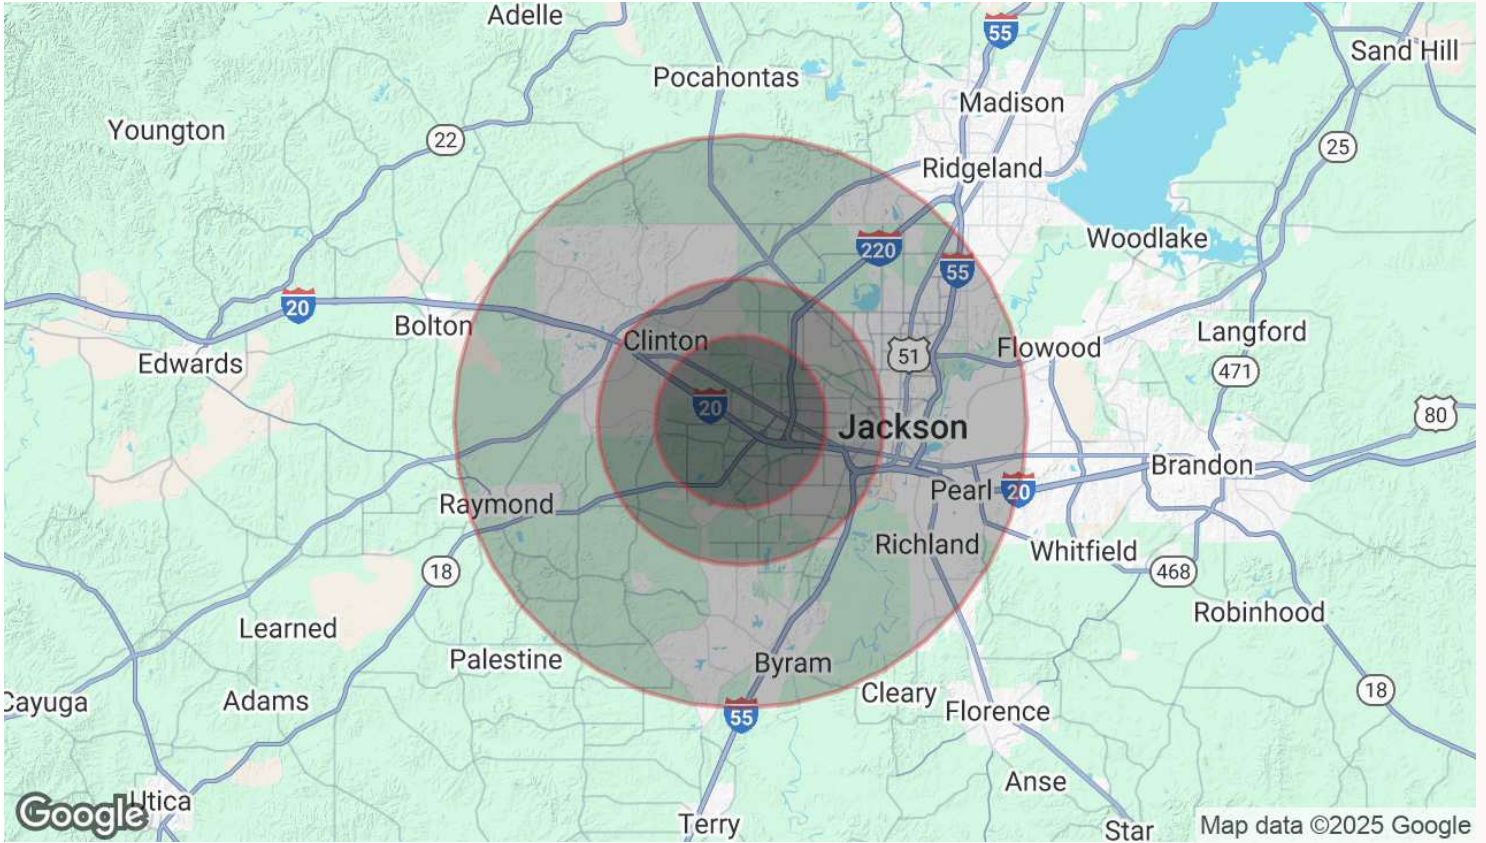 Adelle
55
Sand Hill
Pocahontas
Madison
Youngton
22
25
Ridgeland
Woodlake
220
55
20
Bolton
Clinton
Langford
Edwards
51
Flowood
471
20
80
Jackson
Brandon
Raymond
Pearl
20
Richland
Whitfield
18
468
Learned
Robinhood
Palestine
Byram
Cayuga
Adams
Cleary
18
55
Florence
Anse
Utica
Google
Terry
Star
Map data ©2025 Google